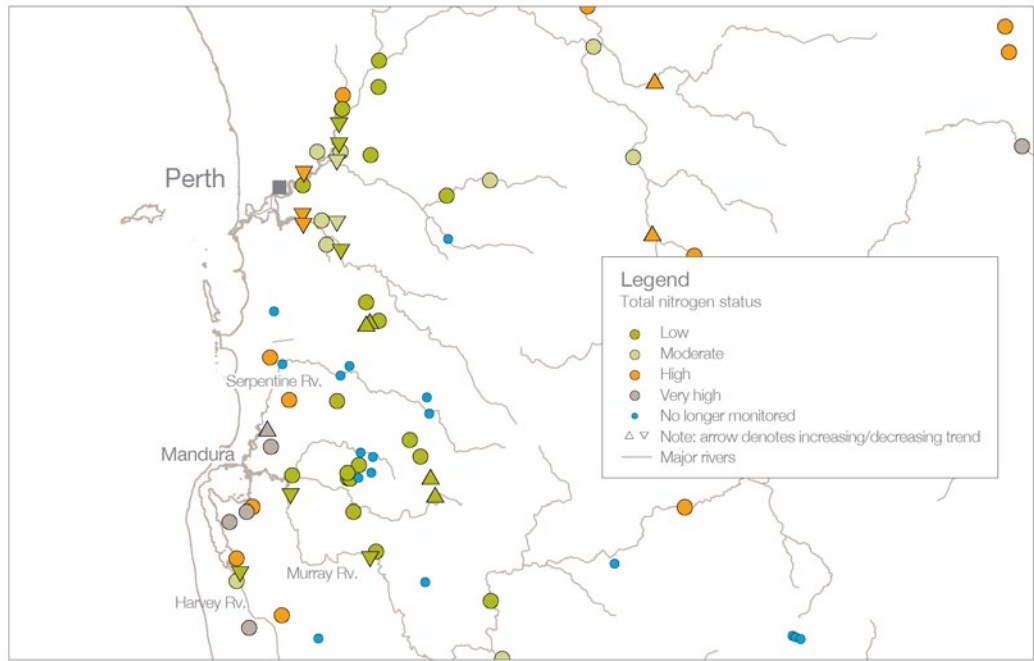 Perth
Legend
Total nitrogen status
Low
Moderate
High
Very high
No longer monitored
Note: arrow denotes increasing/decreasing trend
Major rivers
Serpentine Rv.
Mandura
Murray Rv.
Harvey Rv.